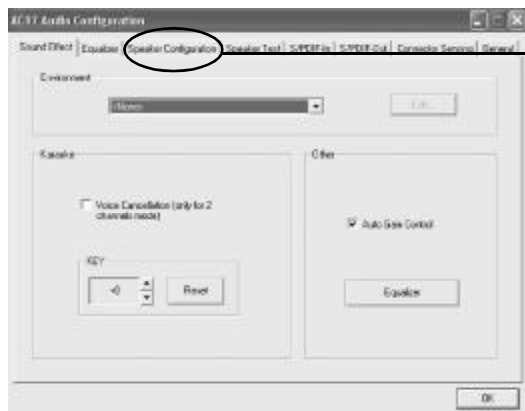 AC97 Audio Configuration
Sound Effect Equalizer Speaker Configuration Speaker Test S/PDIF-In S/PDIF-Out Connector Sensing General
Environment
<None>
Edit...
Karaoke
Other
Voice Cancellation (only for 2
channels mode)
Auto Gain Control
KEY
+0
Reset
Equalizer
OK